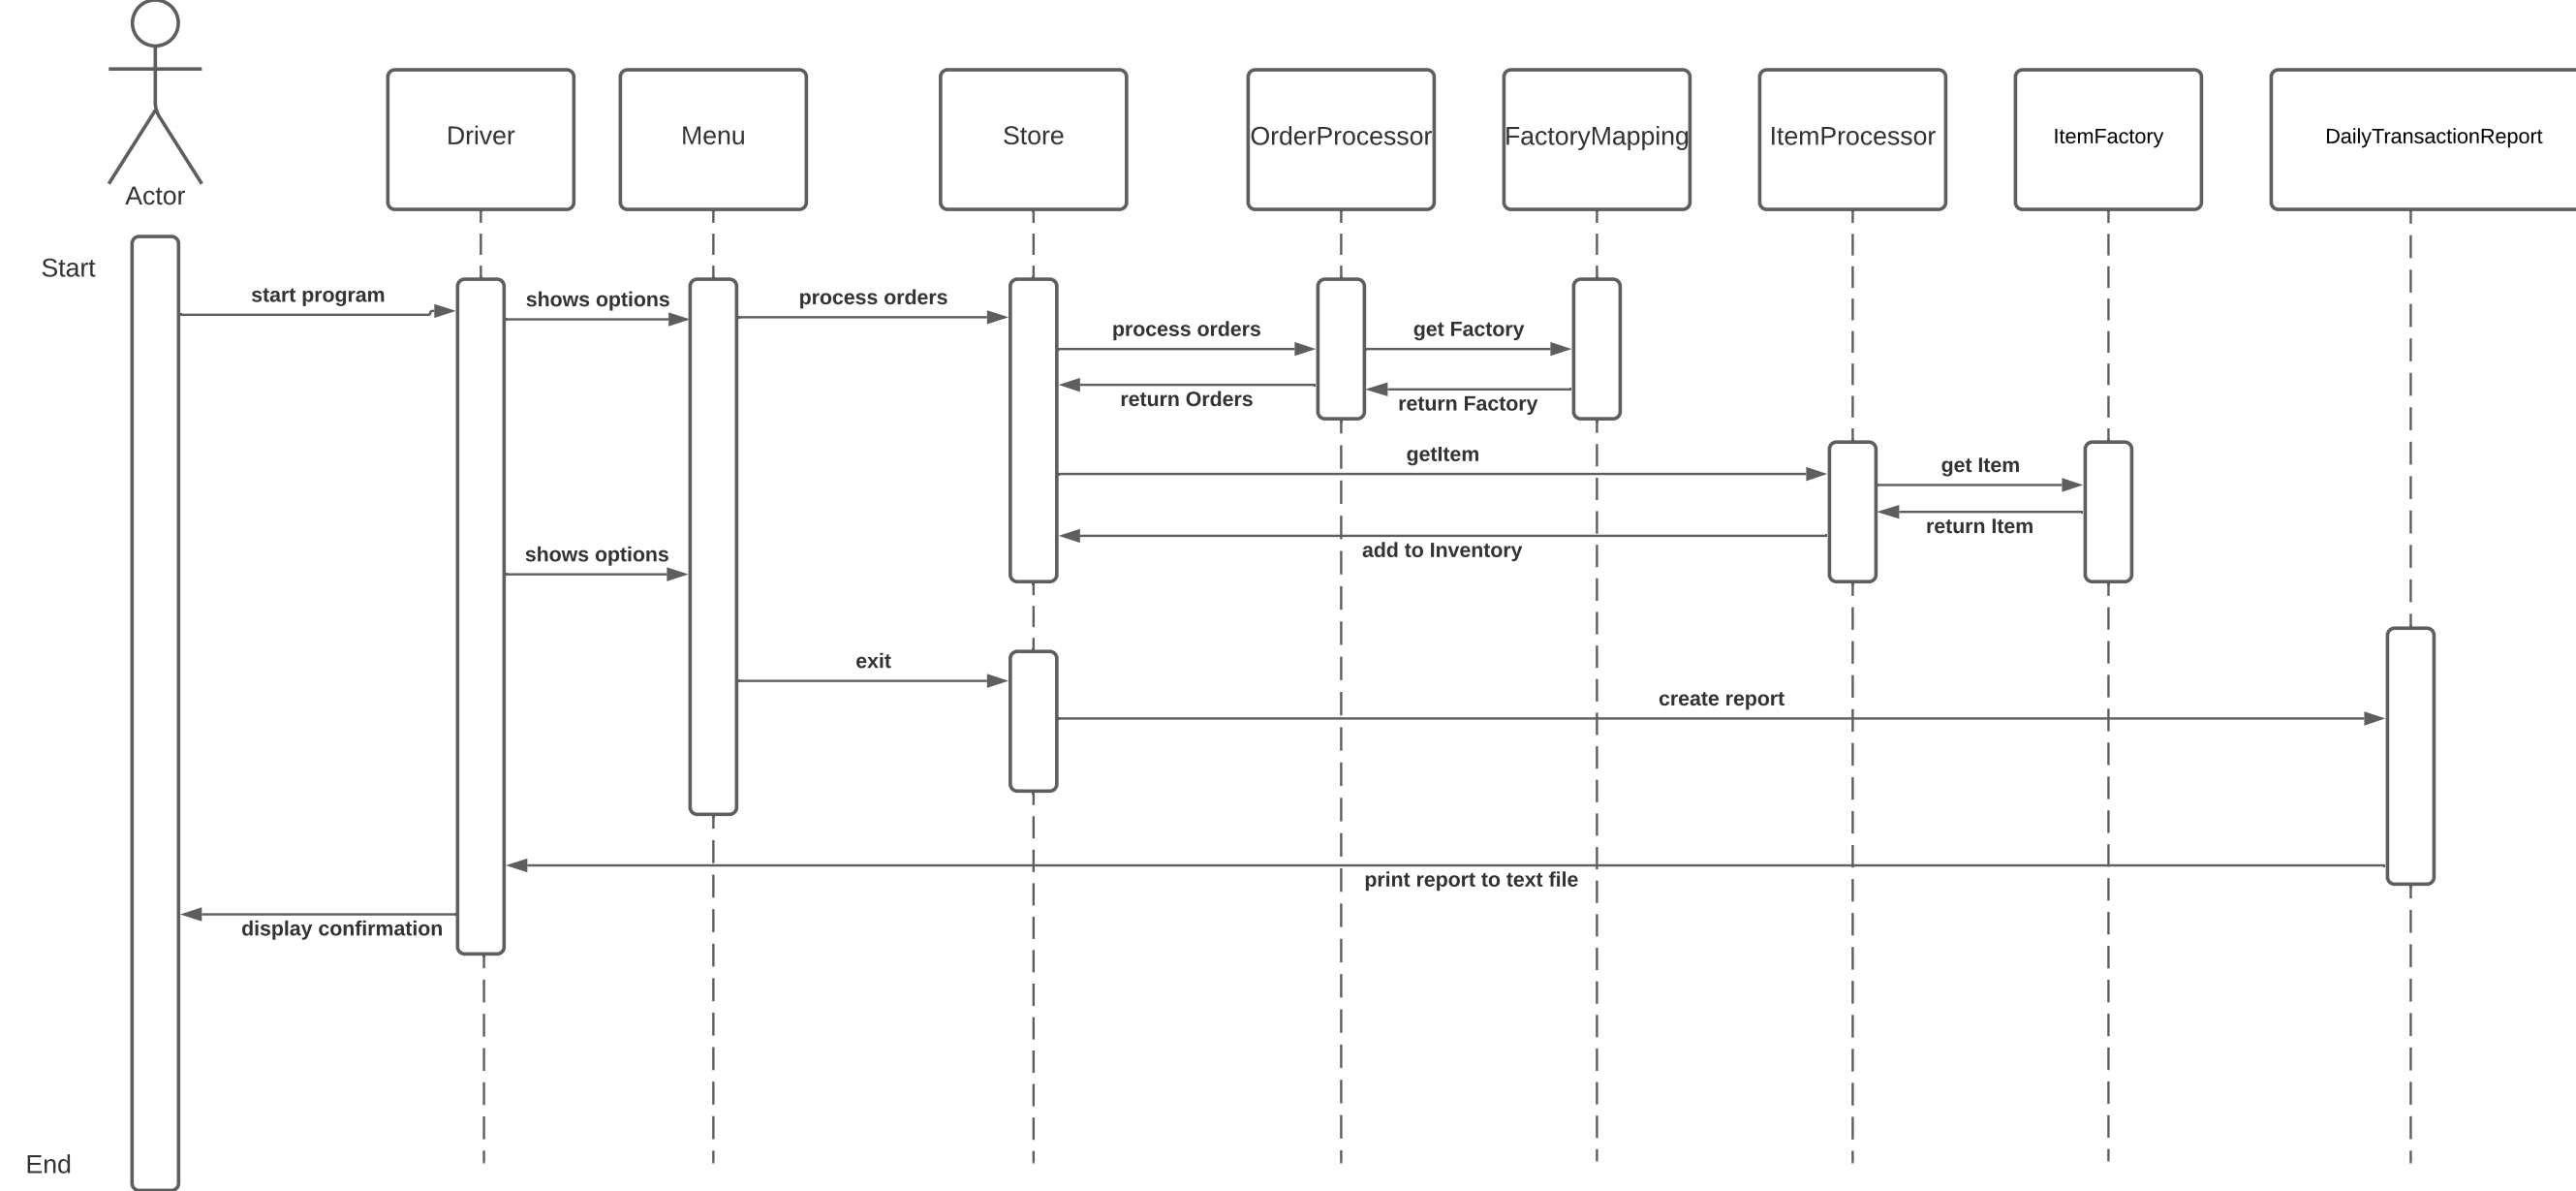 Actor
Driver
Menu
Store
OrderProcessor
FactoryMapping
ItemProcessor
ItemFactory
DailyTransactionReport
Start
start program
shows options
process orders
process orders
get Factory
return Orders
return Factory
getItem
get Item
return Item
add to Inventory
shows options
exit
create report
print report to text file
display confirmation
End